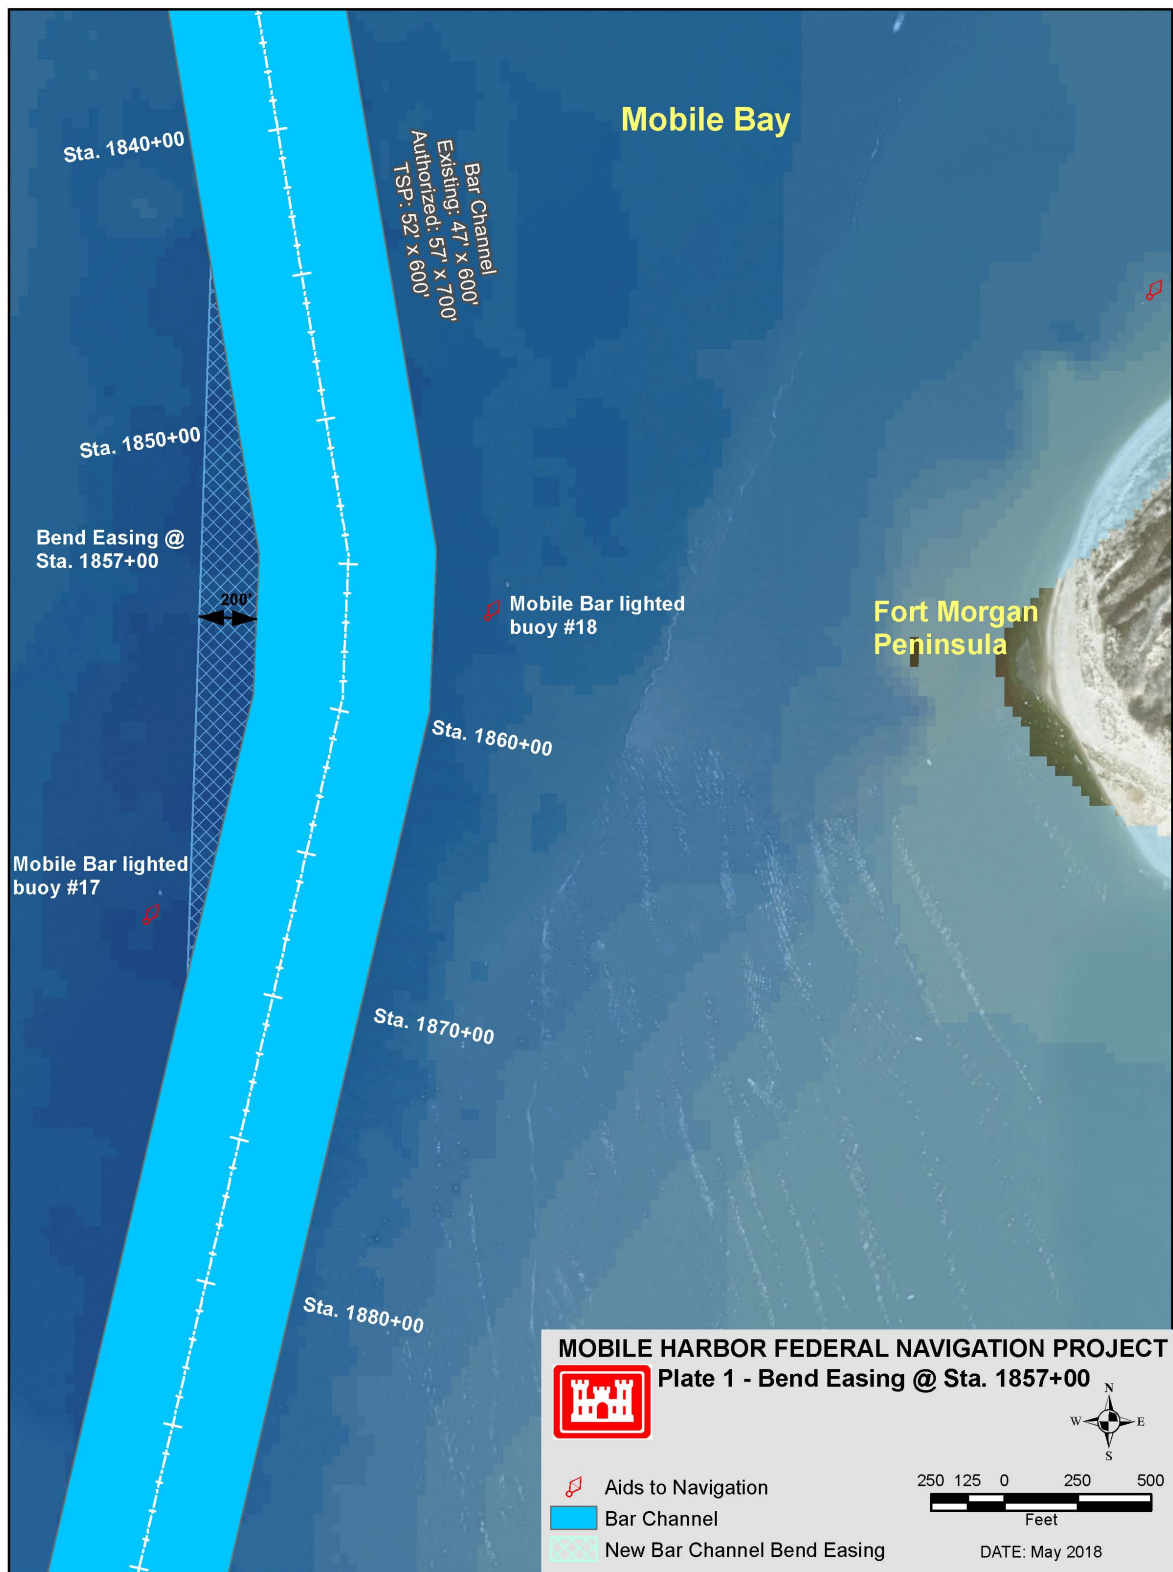 Mobile Bay
Sta. 1840+00
Bar Channel
Existing: 47' x 600'
Authorized: 57' x 700'
TSP: 52' x 600'
Sta. 1850+00
Bend Easing @
Sta. 1857+00
200'
Mobile Bar lighted
buoy #18
Fort Morgan
Peninsula
Sta. 1860+00
Mobile Bar lighted
buoy #17
Sta. 1870+00
Sta. 1880+00
MOBILE HARBOR FEDERAL NAVIGATION PROJECT
Plate 1 - Bend Easing @ Sta. 1857+00
N
W E
S
Aids to Navigation
Bar Channel
New Bar Channel Bend Easing
250 125 0 250 500
Feet
DATE: May 2018